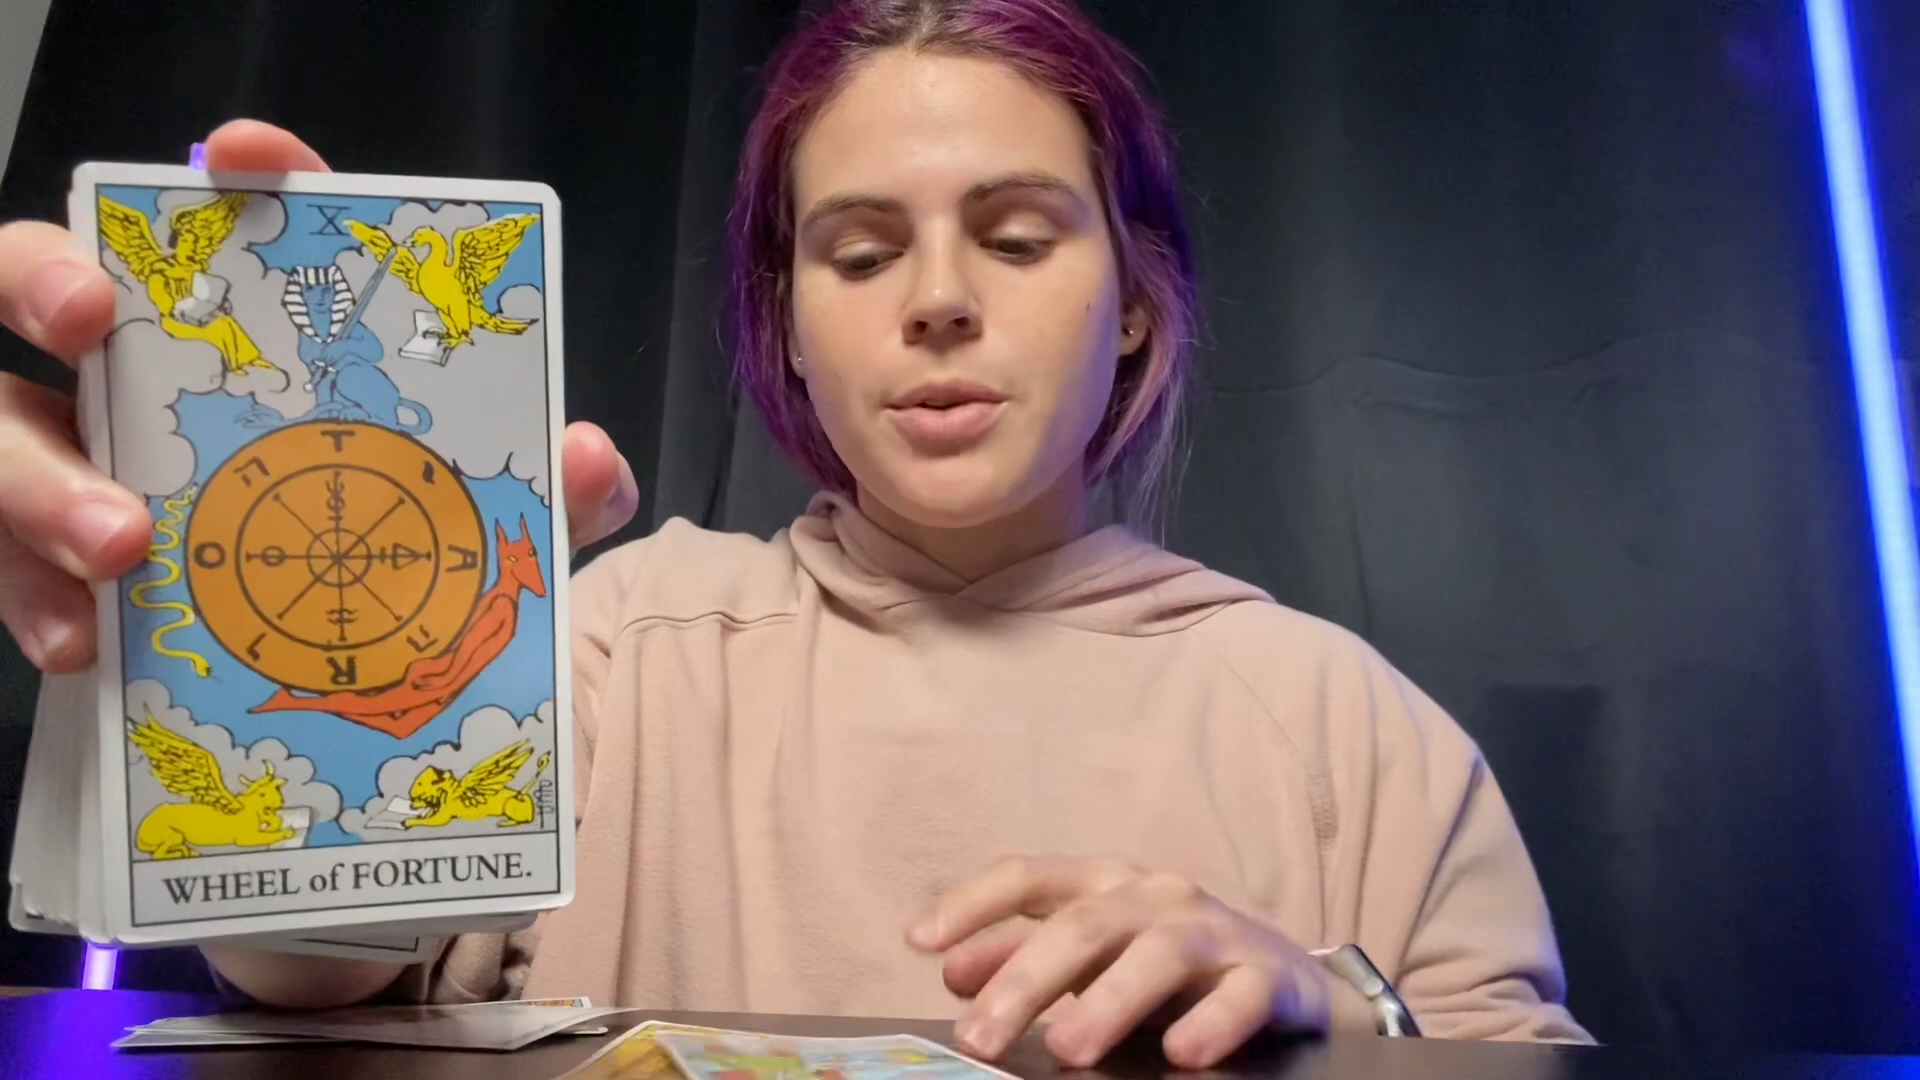 X
T
ה י
O A
ו ה
R
WHEEL of FORTUNE.